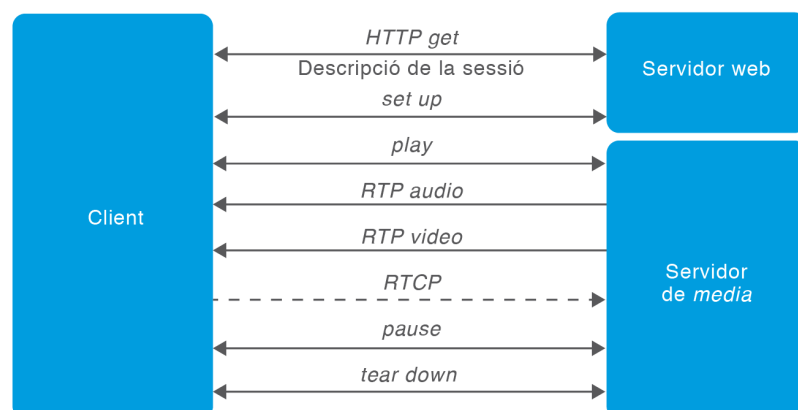 HTTP get
Descripció de la sessió
Servidor web
set up
play
RTP audio
Client
RTP video
RTCP
Servidor
de media
pause
tear down